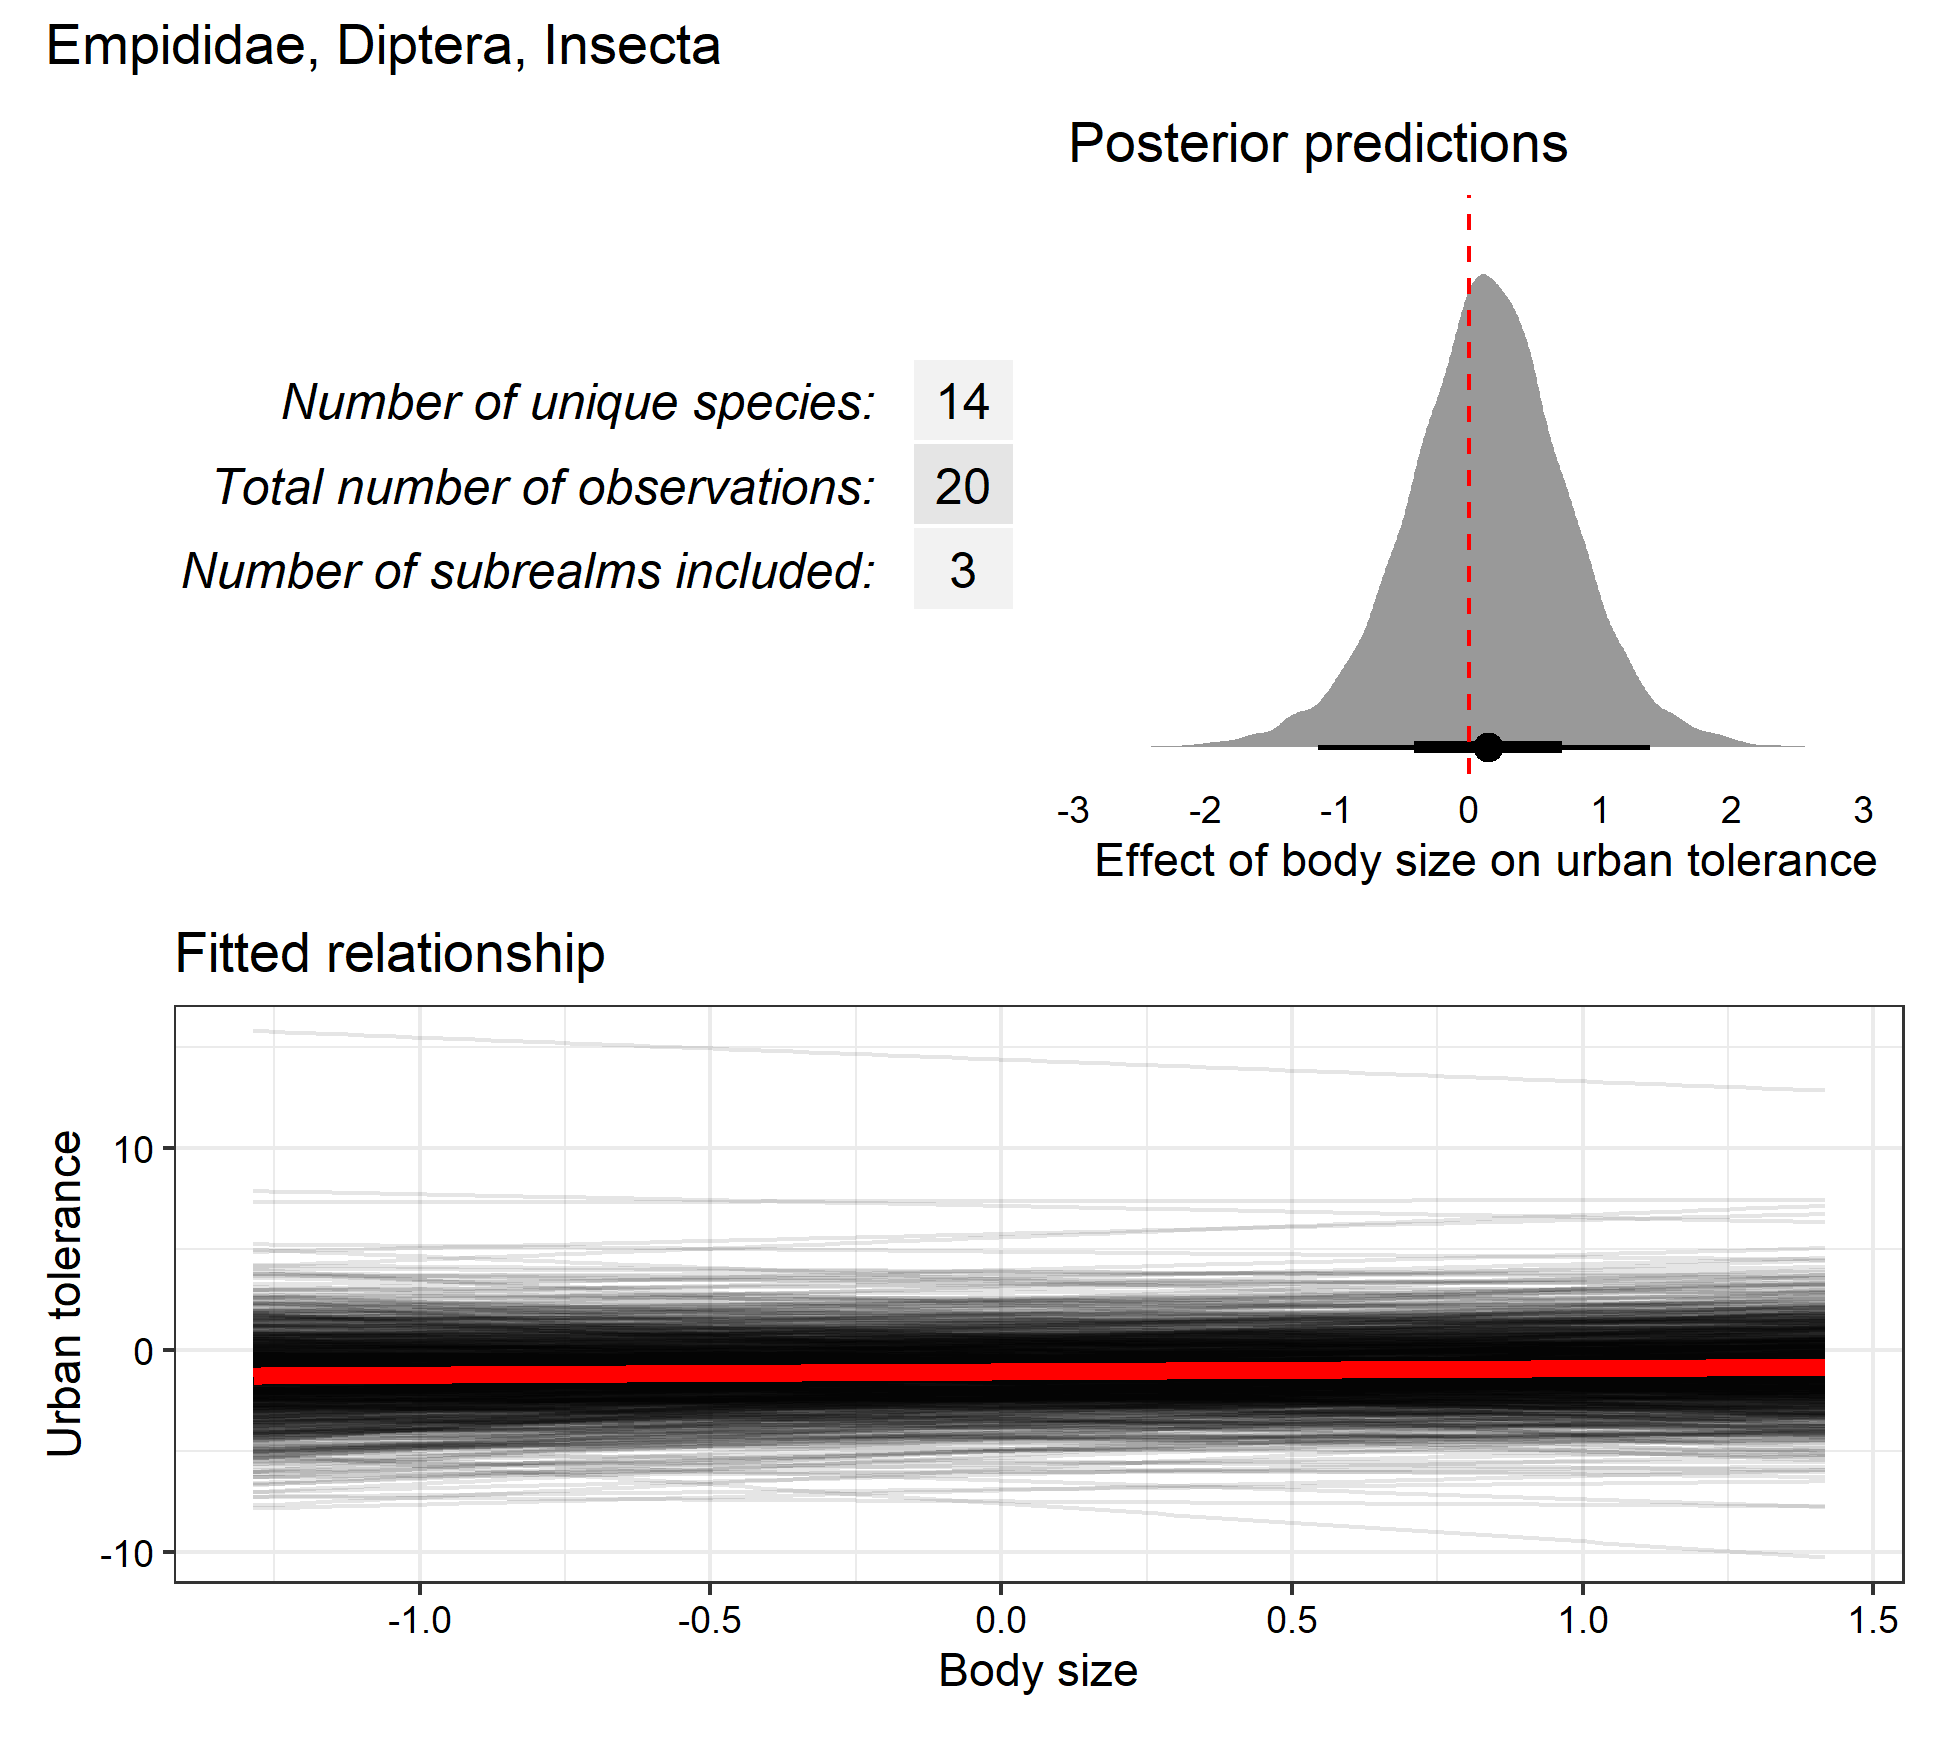 Empididae, Diptera, Insecta
Posterior predictions
Number of unique species: 14
Total number of observations: 20
Number of subrealms included: 3
-3 -2 -1 0 1 2 3
Effect of body size on urban tolerance
Fitted relationship
Urban tolerance
10
0
-10
-1.0 -0.5 0.0 0.5 1.0 1.5
Body size